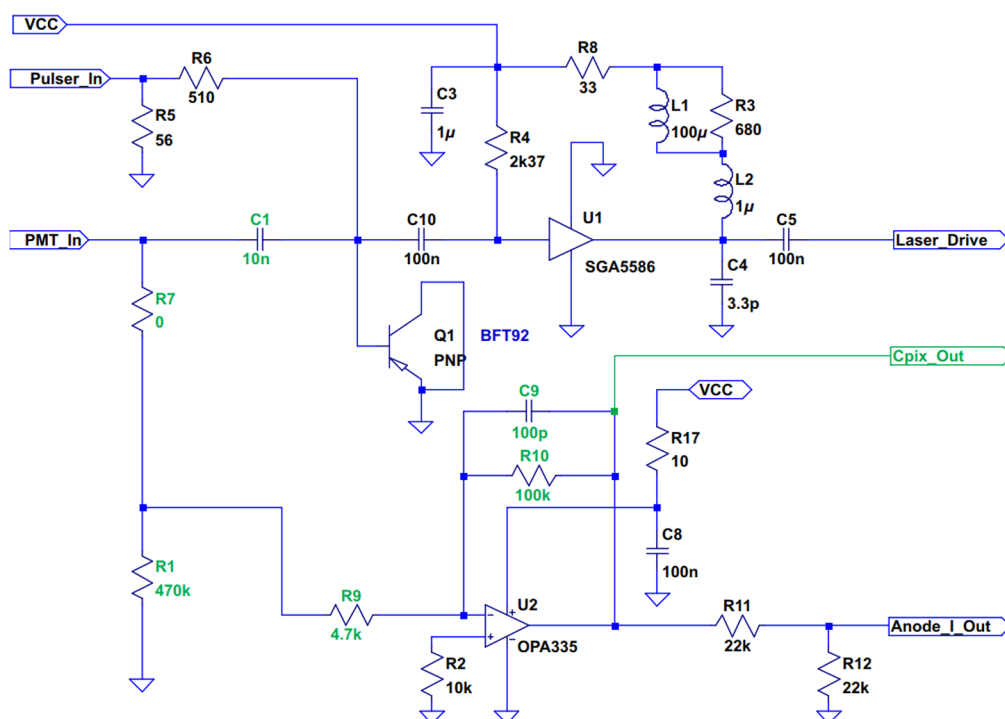 VCC
Pulser_In
R6
510
R5
56
C3
1µ
R4
2k37
R8
33
L1
100µ
R3
680
L2
1µ
PMT_In
C1
10n
C10
100n
U1
SGA5586
C5
100n
Laser_Drive
C4
3.3p
R7
0
Q1
PNP
BFT92
Cpix_Out
C9
100p
VCC
R17
10
R10
100k
C8
100n
R1
470k
R9
4.7k
U2
OPA335
R2
10k
R11
22k
Anode_I_Out
R12
22k